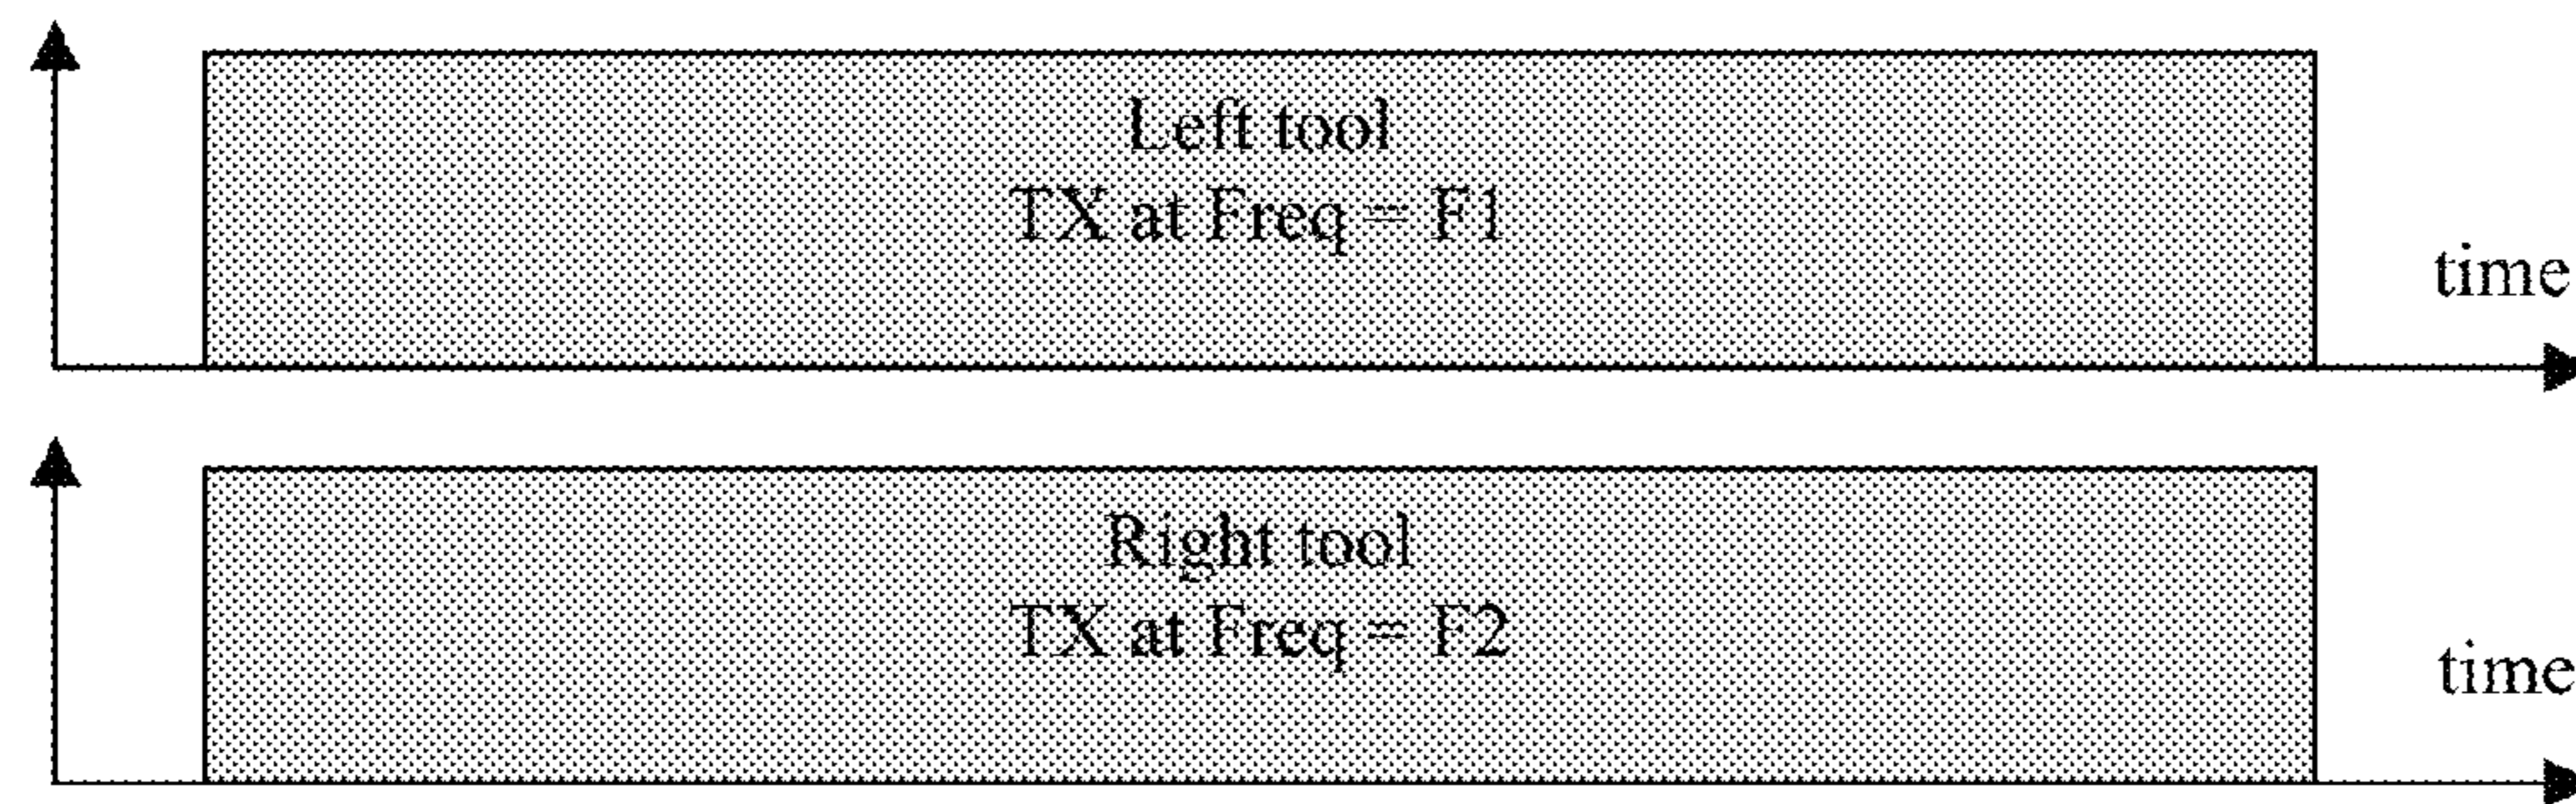 Left tool
TX at Freq = F1
time
Right tool
TX at Freq = F2
time